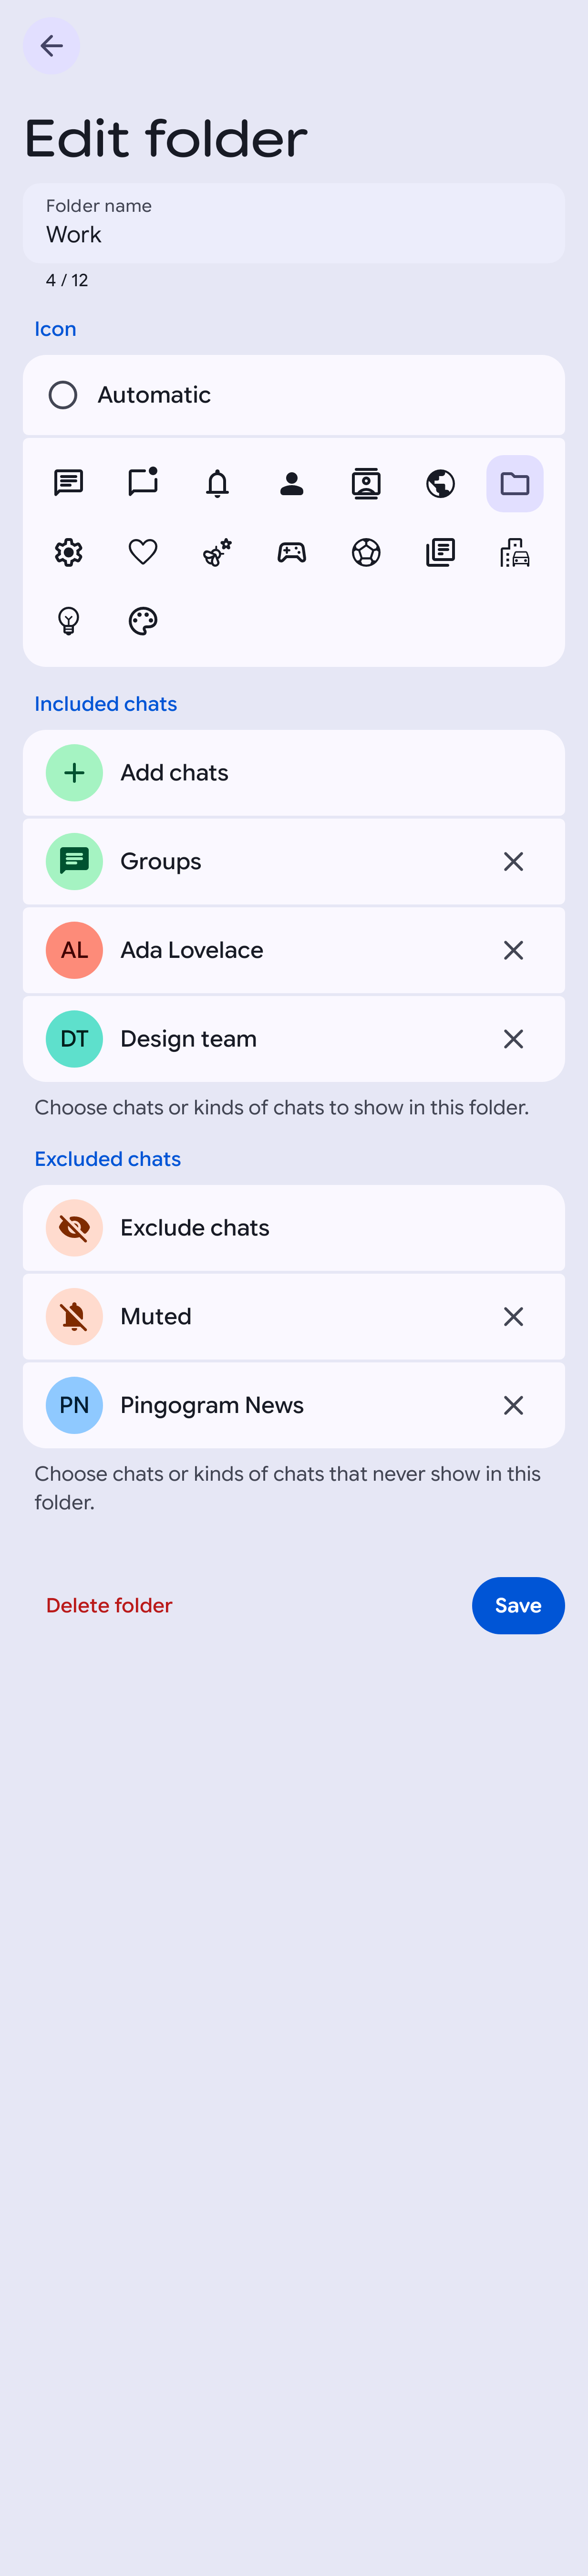 Edit folder
Folder name
Work
4 / 12
Icon
Automatic
Included chats
Add chats
Groups
AL
Ada Lovelace
DT
Design team
Choose chats or kinds of chats to show in this folder.
Excluded chats
Exclude chats
Muted
PN
Pingogram News
Choose chats or kinds of chats that never show in this
folder.
Delete folder
Save